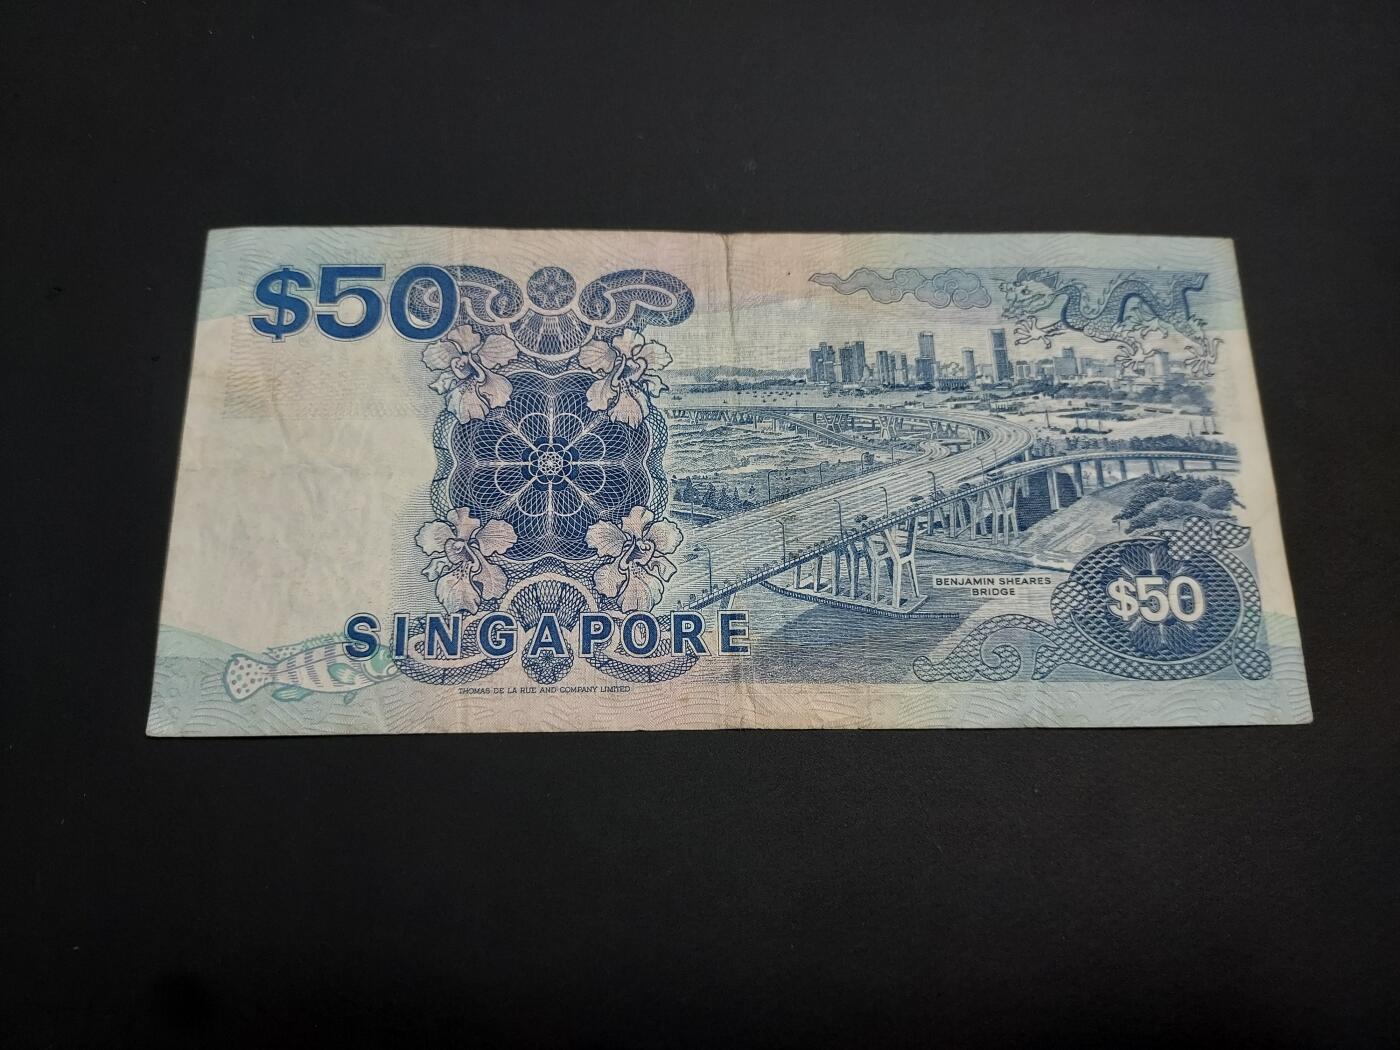 $50
BENJAMIN SHEARES
BRIDGE
$50
SINGAPORE
THOMAS DE LA RUE AND COMPANY LIMITED